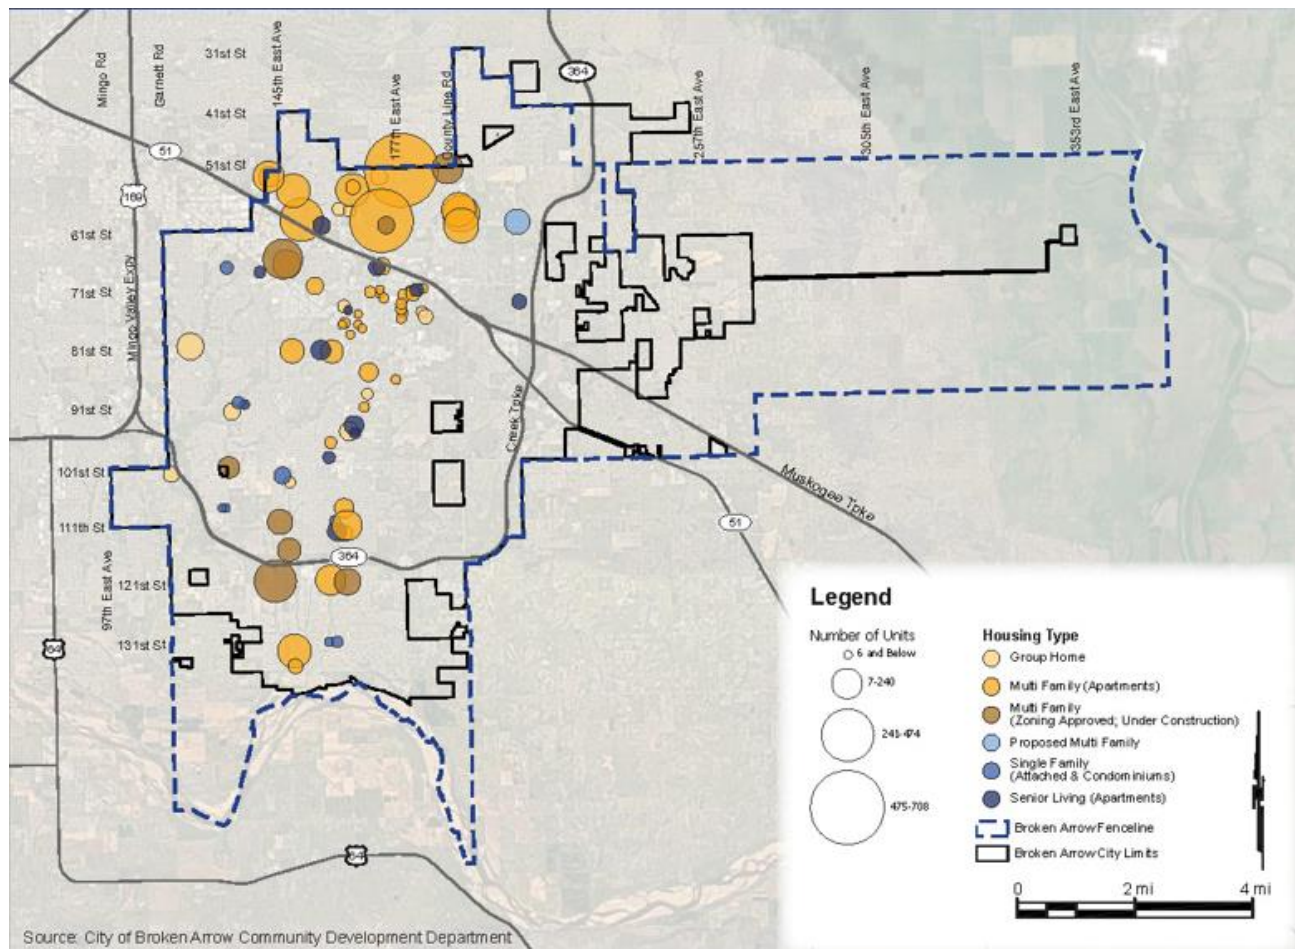 Mingo Rd
Garnett Rd
145th East Ave
177th East Ave
County Line Rd
257th East Ave
305th East Ave
353rd East Ave
31st St
41st St
51st St
61st St
71st St
81st St
91st St
101st St
111th St
121st St
131st St
364
51
169
Mingo Valley Expy
Creek Tpke
Muskogee Tpke
51
364
97th East Ave
64
64
Legend
Number of Units
6 and Below
7-240
241-474
475-708
Housing Type
Group Home
Multi Family (Apartments)
Multi Family
(Zoning Approved; Under Construction)
Proposed Multi Family
Single Family
(Attached & Condominiums)
Senior Living (Apartments)
Broken Arrow Fenceline
Broken Arrow City Limits
0 2 mi 4 mi
Source: City of Broken Arrow Community Development Department